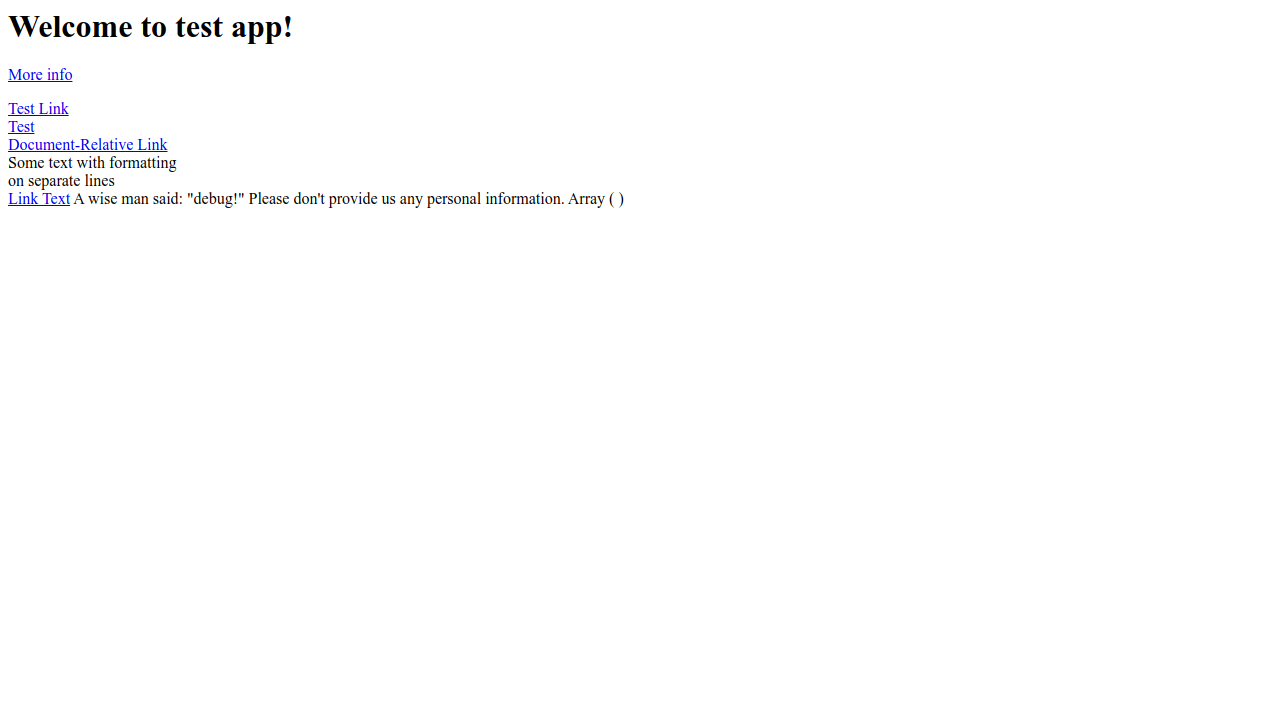 Welcome to test app!
More info
Test Link
Test
Document-Relative Link
Some text with formatting
on separate lines
Link Text A wise man said: "debug!" Please don't provide us any personal information. Array ( )